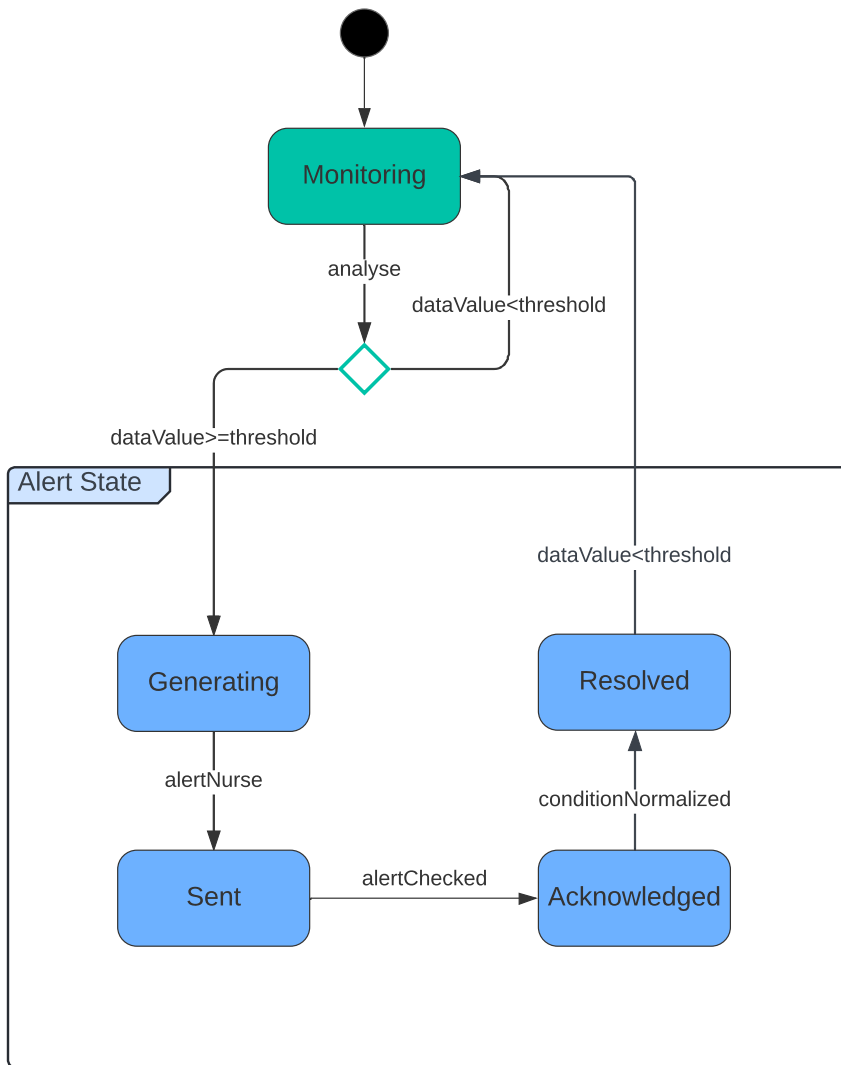 Monitoring
analyse
dataValue<threshold
dataValue>=threshold
Alert State
dataValue<threshold
Generating
Resolved
alertNurse
conditionNormalized
Sent
alertChecked
Acknowledged